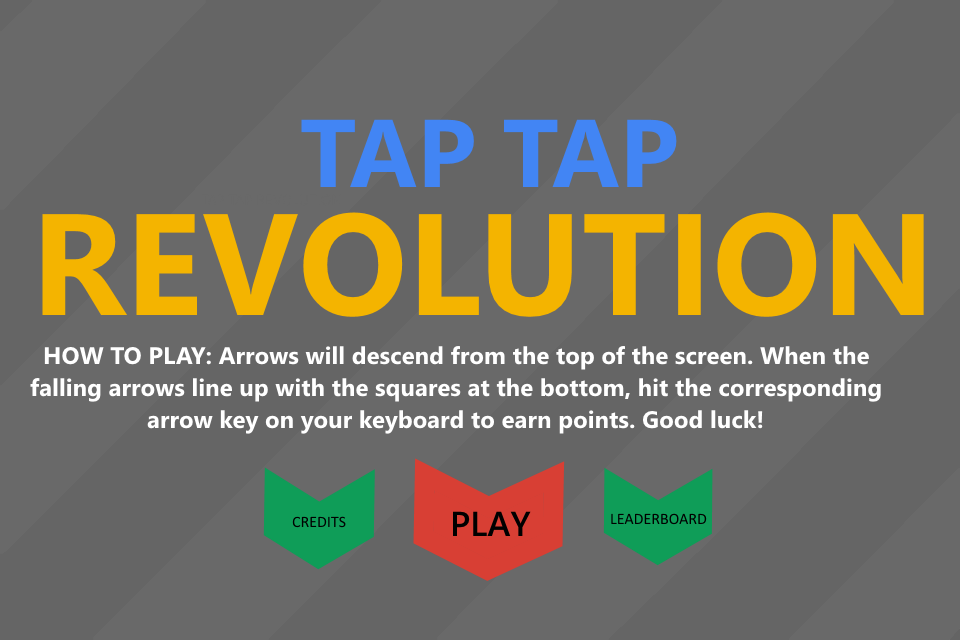 TAP TAP
REVOLUTION
HOW TO PLAY: Arrows will descend from the top of the screen. When the
falling arrows line up with the squares at the bottom, hit the corresponding
arrow key on your keyboard to earn points. Good luck!
CREDITS
PLAY
LEADERBOARD